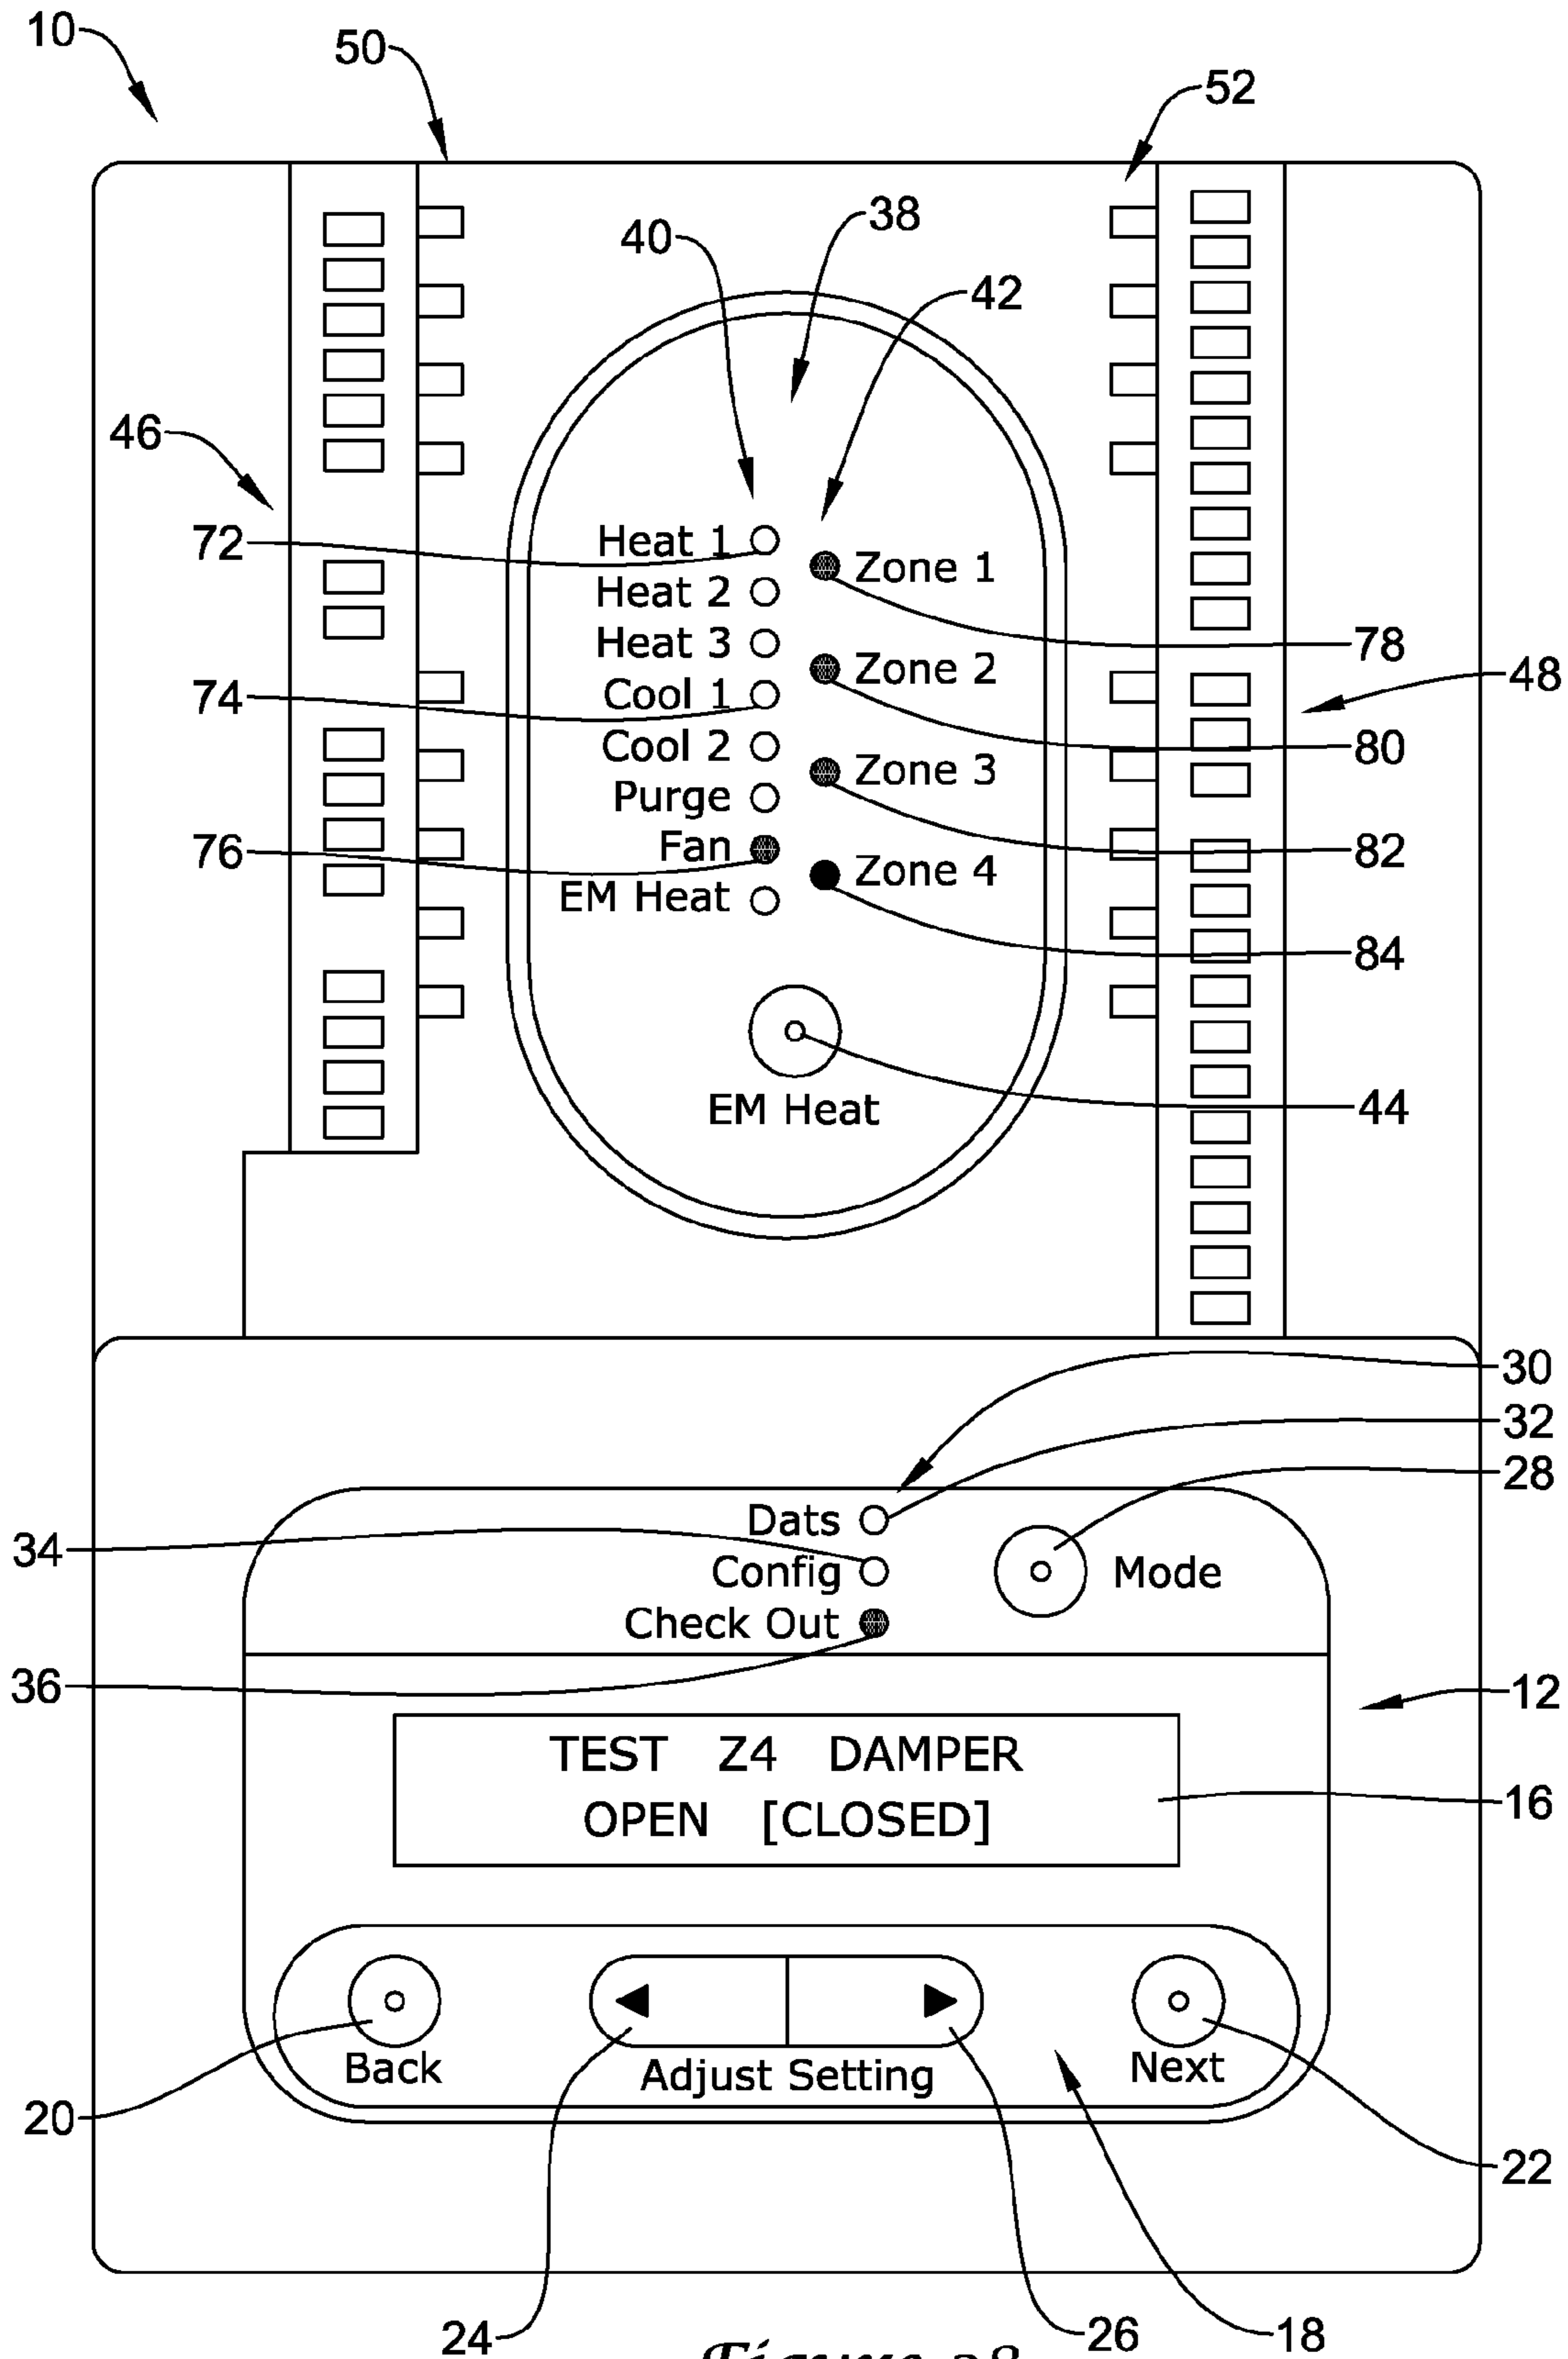 10
50
52
40
38
42
46
72
Heat 1
Zone 1
Heat 2
78
Heat 3
Zone 2
48
74
Cool 1
80
Cool 2
Zone 3
Purge
76
Fan
82
Zone 4
EM Heat
84
EM Heat
44
30
32
28
Dats
34
Config
Mode
Check Out
36
12
TEST Z4 DAMPER
OPEN [CLOSED]
16
Back
Adjust Setting
Next
20
22
24
26
18
Figure 28